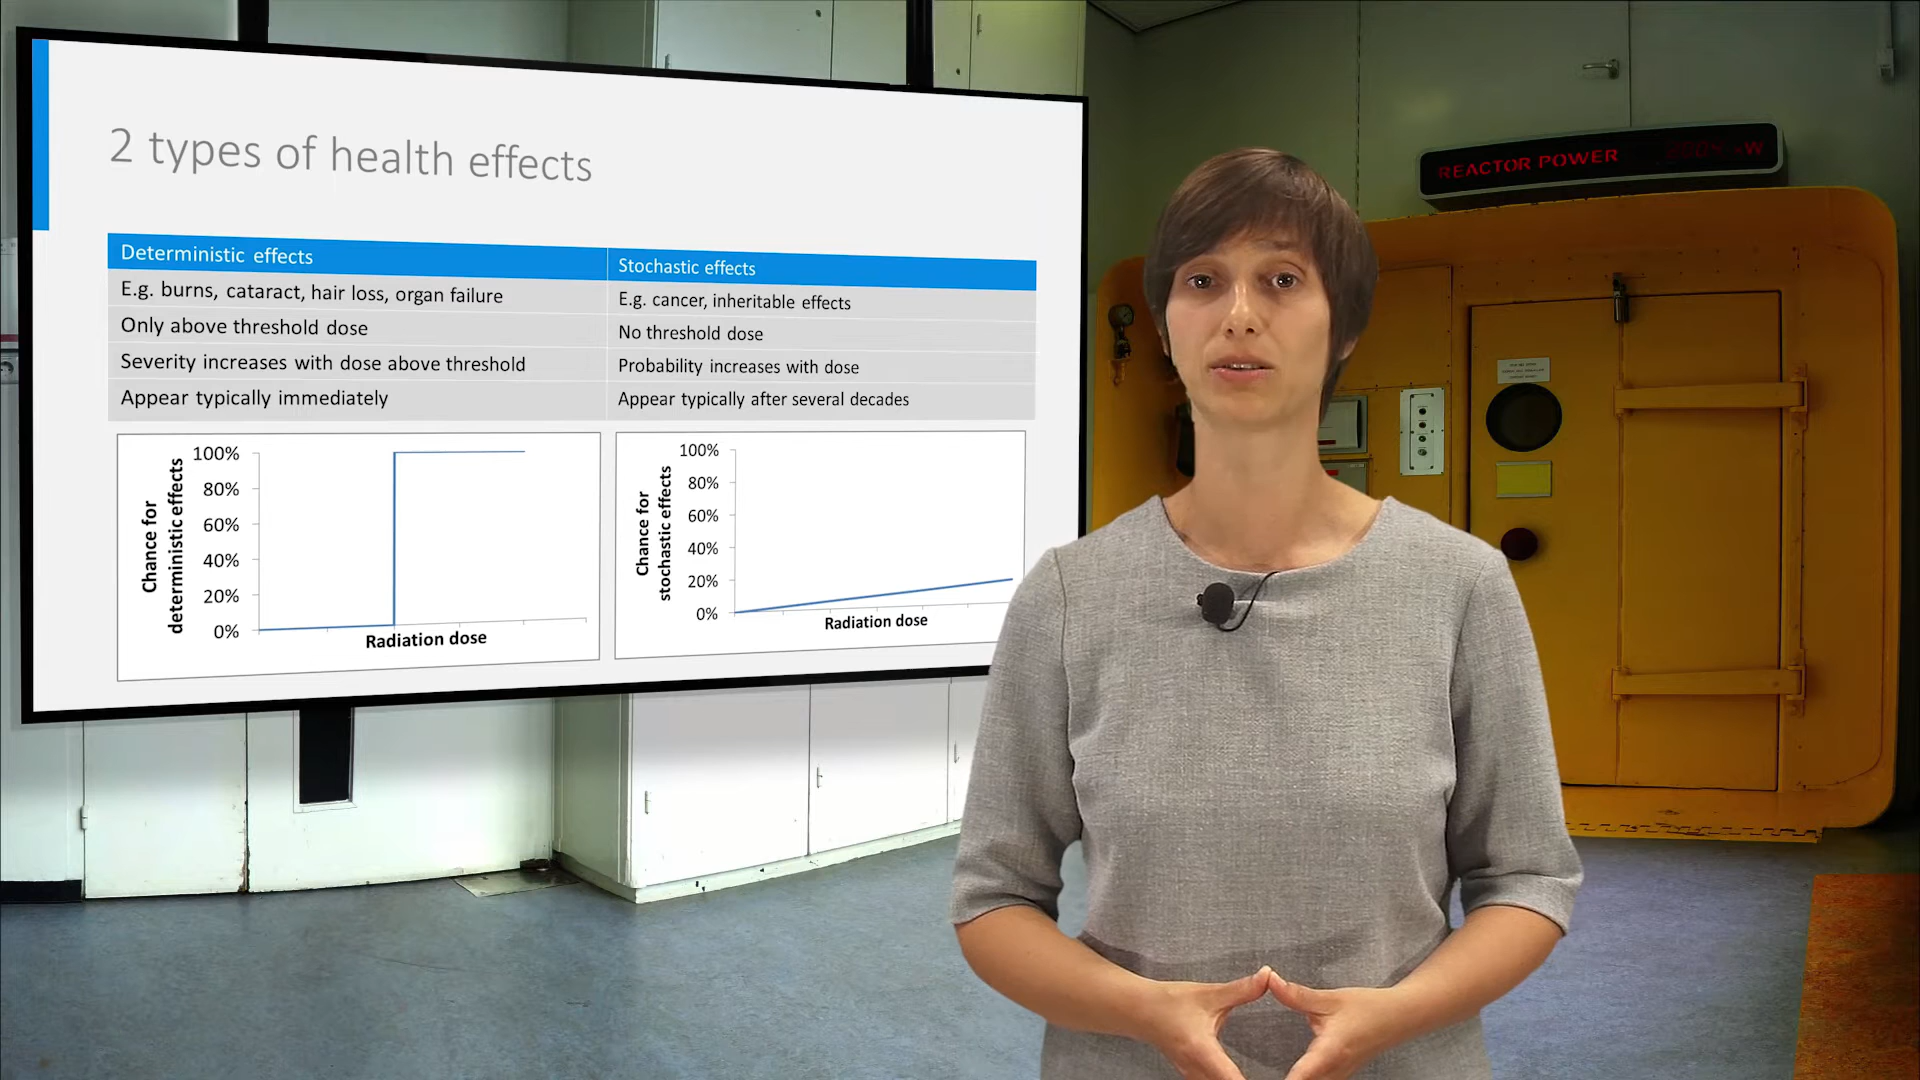 2 types of health effects
Deterministic effects
Stochastic effects
E.g. burns, cataract, hair loss, organ failure
E.g. cancer, inheritable effects
Only above threshold dose
No threshold dose
Severity increases with dose above threshold
Probability increases with dose
Appear typically immediately
Appear typically after several decades
Chance for
deterministic effects
100%
80%
60%
40%
20%
0%
Radiation dose
Chance for
stochastic effects
100%
80%
60%
40%
20%
0%
Radiation dose
REACTOR POWER